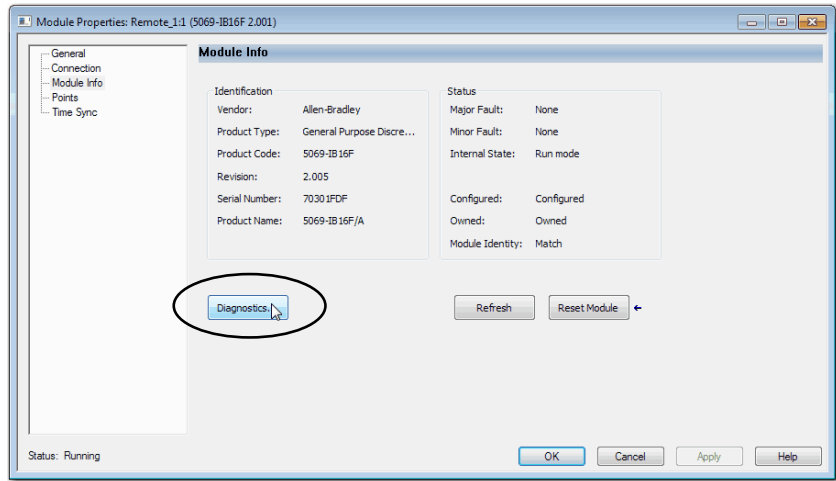 Module Properties: Remote_1:1 (5069-IB16F 2.001)
General
Connection
Module Info
Points
Time Sync
Module Info
Identification
Vendor: Allen-Bradley
Product Type: General Purpose Discre...
Product Code: 5069-IB16F
Revision: 2.005
Serial Number: 70301FDF
Product Name: 5069-IB16F/A
Status
Major Fault: None
Minor Fault: None
Internal State: Run mode
Configured: Configured
Owned: Owned
Module Identity: Match
Diagnostics.
Refresh
Reset Module
Status: Running
OK
Cancel
Apply
Help